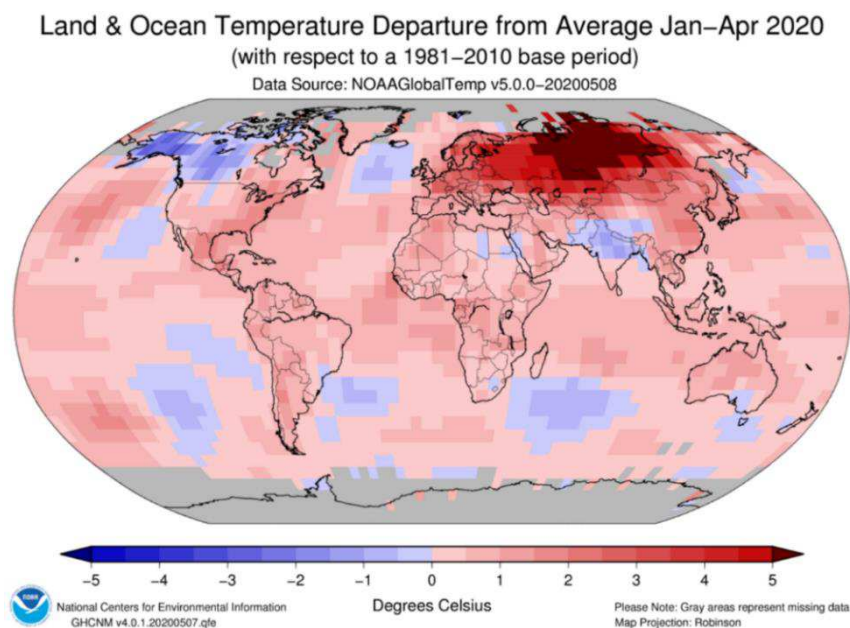 Land & Ocean Temperature Departure from Average Jan–Apr 2020
(with respect to a 1981–2010 base period)
Data Source: NOAAGlobalTemp v5.0.0–20200508
−5 −4 −3 −2 −1 0 1 2 3 4 5
Degrees Celsius
National Centers for Environmental Information
GHCNM v4.0.1.20200507.qfe
Please Note: Gray areas represent missing data
Map Projection: Robinson